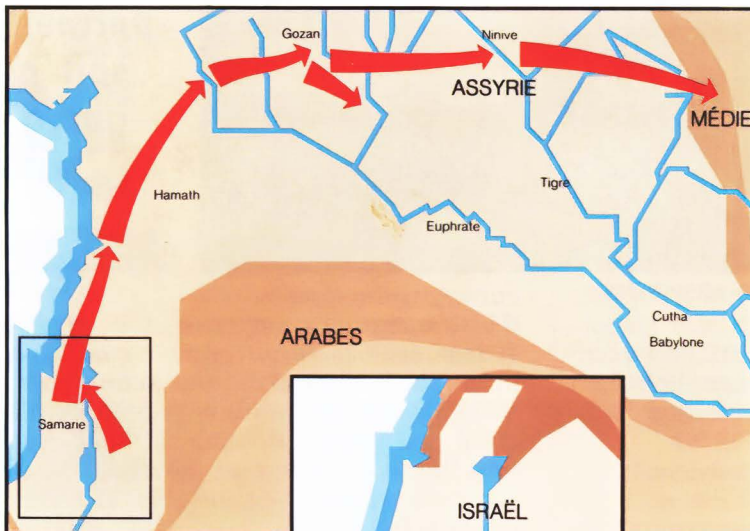 Gozan
Ninive
ASSYRIE
MÉDIE
Hamath
Tigre
Euphrate
Cutha
ARABES
Babylone
Samarie
ISRAËL